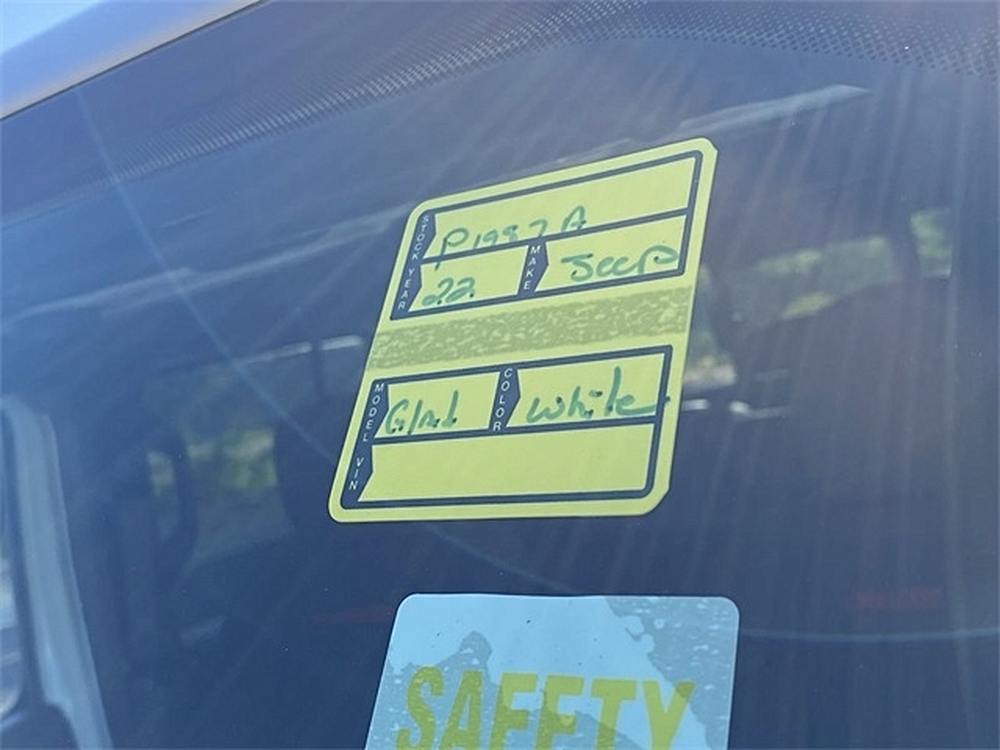 STOCK P1987A
YEAR 22 MAKE Jeep
MODEL Glad COLOR White
VIN
SAFETY